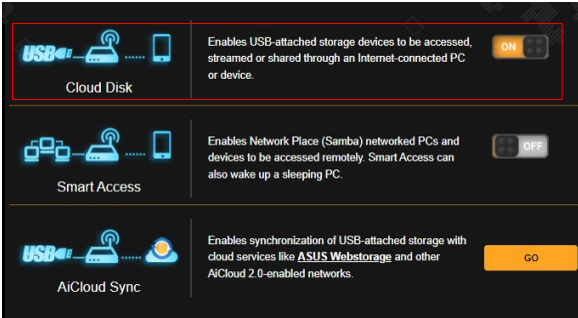 Enables USB-attached storage devices to be accessed,
USB
streamed or shared through an Internet-connected PC
ON
or device.
Cloud Disk
Enables Network Place (Samba) networked PCs and
devices to be accessed remotely. Smart Access can
OFF
also wake up a sleeping PC.
Smart Access
Enables synchronization of USB-attached storage with
USB
cloud services like ASUS Webstorage and other
GO
AiCloud 2.0-enabled networks.
AiCloud Sync